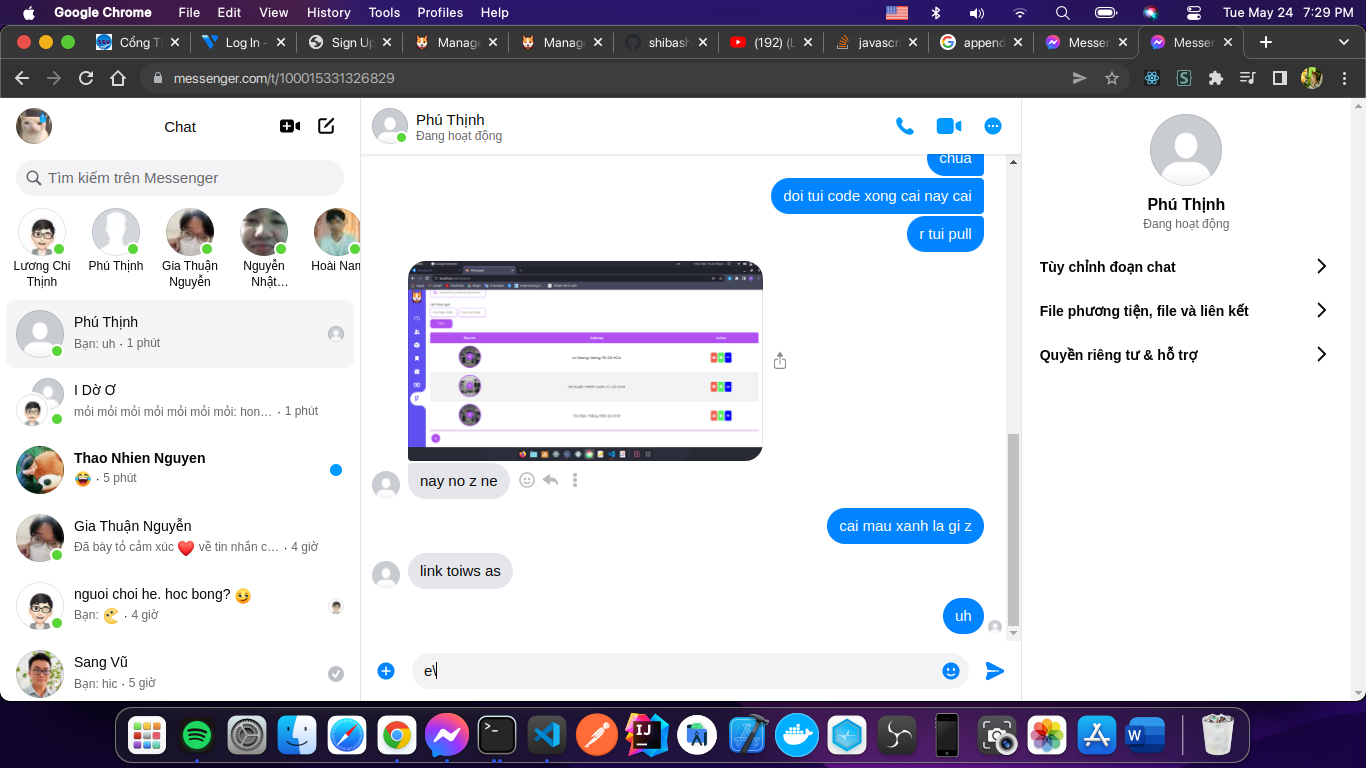 Google Chrome File Edit View History Tools Profiles Help Tue May 24 7:29 PM
Cổng T Log In - Sign Up Manage Manage shibash (192) (L javascri append Messer Messer
messenger.com/t/100015331326829
Chat
Tìm kiếm trên Messenger
Lương Chi Thịnh
Phú Thịnh
Gia Thuận Nguyễn
Nguyễn Nhật…
Hoài Nam
Phú Thịnh
Bạn: uh · 1 phút
I Dờ Ơ
mỏi mỏi mỏi mỏi mỏi mỏi mỏi: hon… · 1 phút
Thao Nhien Nguyen
😂 · 5 phút
Gia Thuận Nguyễn
Đã bày tỏ cảm xúc ❤️ về tin nhắn c… · 4 giờ
nguoi choi he. hoc bong? 😏
Bạn: · 4 giờ
Sang Vũ
Bạn: hic · 5 giờ
Phú Thịnh
Đang hoạt động
chua
doi tui code xong cai nay cai
r tui pull
nay no z ne
cai mau xanh la gi z
link toiws as
uh
e\
Phú Thịnh
Đang hoạt động
Tùy chỉnh đoạn chat
File phương tiện, file và liên kết
Quyền riêng tư & hỗ trợ